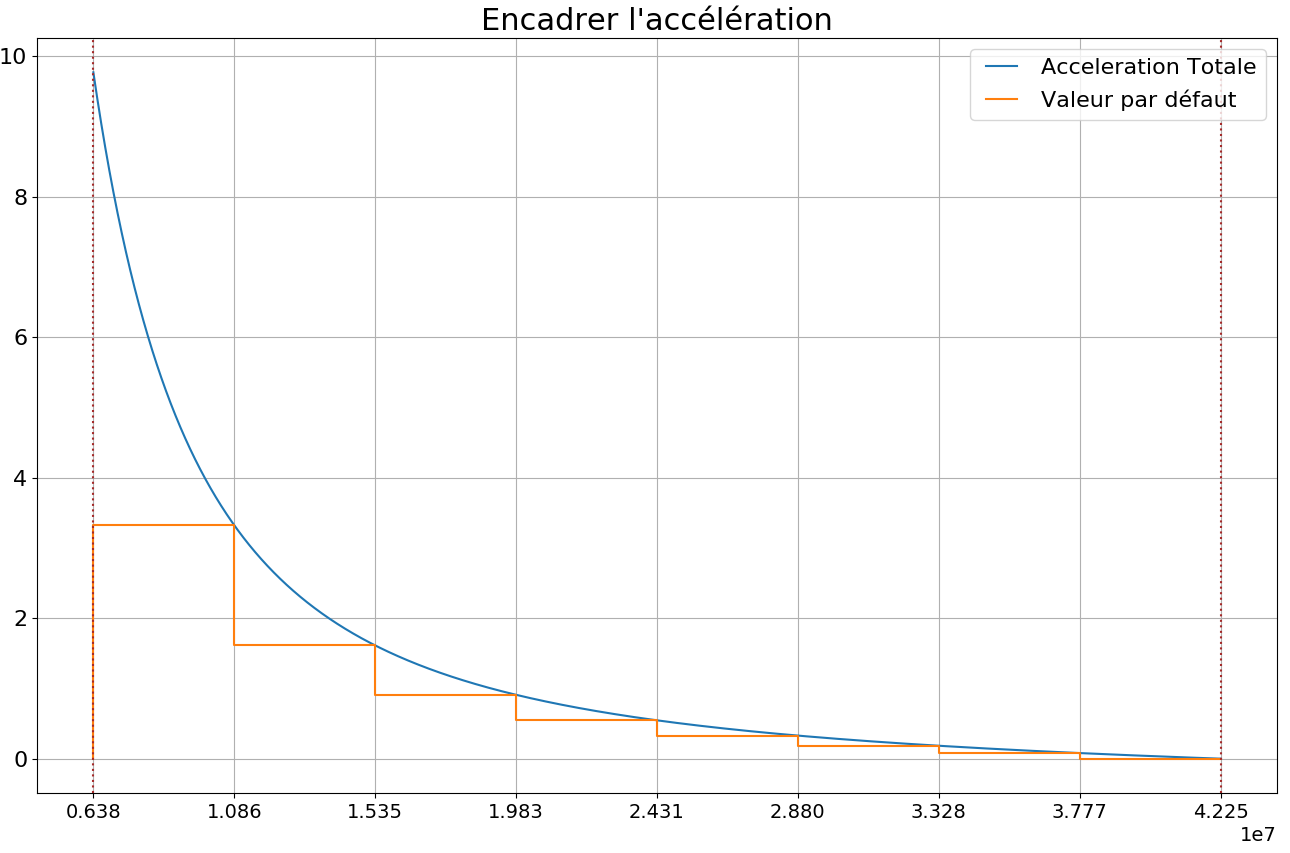 Encadrer l'accélération
Acceleration Totale
Valeur par défaut
10
8
6
4
2
0
0.638 1.086 1.535 1.983 2.431 2.880 3.328 3.777 4.225
1e7